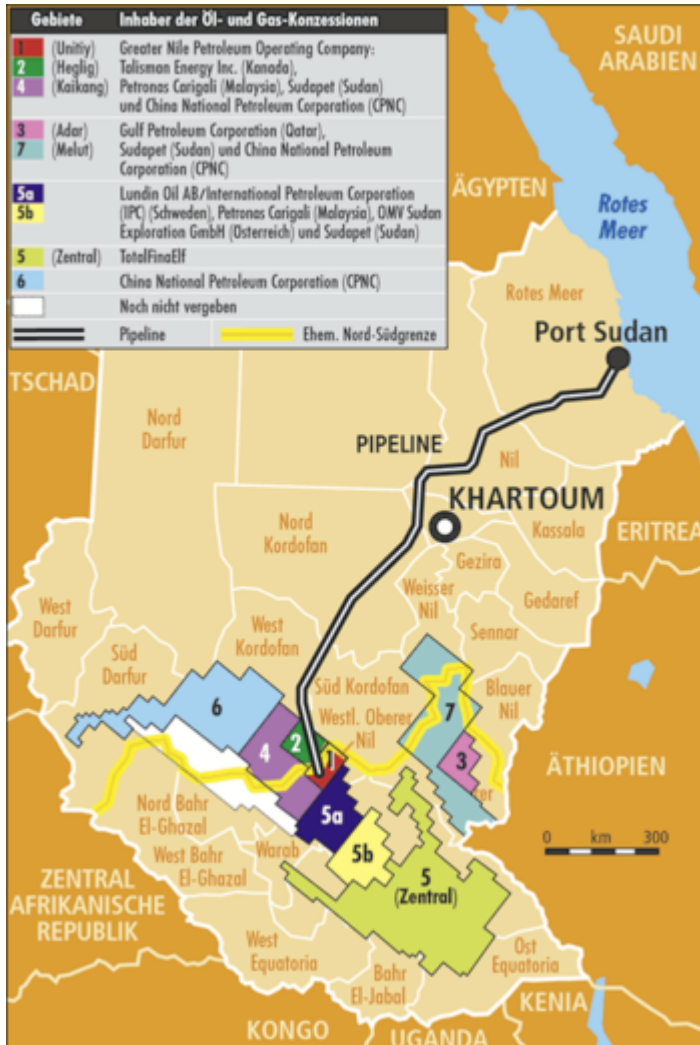 Gebiete Inhaber der Öl- und Gas-Konzessionen
1 (Unitiy) Greater Nile Petroleum Operating Company:
2 (Heglig) Talisman Energy Inc. (Kanada),
4 (Kaikang) Petronas Carigali (Malaysia), Sudapet (Sudan)
und China National Petroleum Corporation (CPNC)
3 (Adar) Gulf Petroleum Corporation (Qatar),
7 (Melut) Sudapet (Sudan) und China National Petroleum
Corporation (CPNC)
5a Lundin Oil AB/International Petroleum Corporation
5b (IPC) (Schweden), Petronas Carigali (Malaysia), OMV Sudan
Exploration GmbH (Österreich) und Sudapet (Sudan)
5 (Zentral) TotalFinaElf
6 China National Petroleum Corporation (CPNC)
Noch nicht vergeben
Pipeline Ehem. Nord-Südgrenze
SAUDI
ARABIEN
ÄGYPTEN
Rotes
Meer
Rotes Meer
Port Sudan
TSCHAD
Nord
Darfur
PIPELINE
Nil
KHARTOUM
Nord
Kordofan
Kassala
ERITREA
Gezira
Weisser
Nil
Gedaref
West
Darfur
Sennar
West
Kordofan
Süd
Darfur
Süd Kordofan
Blauer
Nil
6
7
Westl. Oberer
Nil
2
4
1
3
ÄTHIOPIEN
Nord Bahr
El-Ghazal
5a
0 km 300
West Bahr
El-Ghazal
Warab
5b
5
(Zentral)
ZENTRAL
AFRIKANISCHE
REPUBLIK
West
Equatoria
Ost
Equatoria
Bahr
El-Jabal
KENIA
KONGO
UGANDA